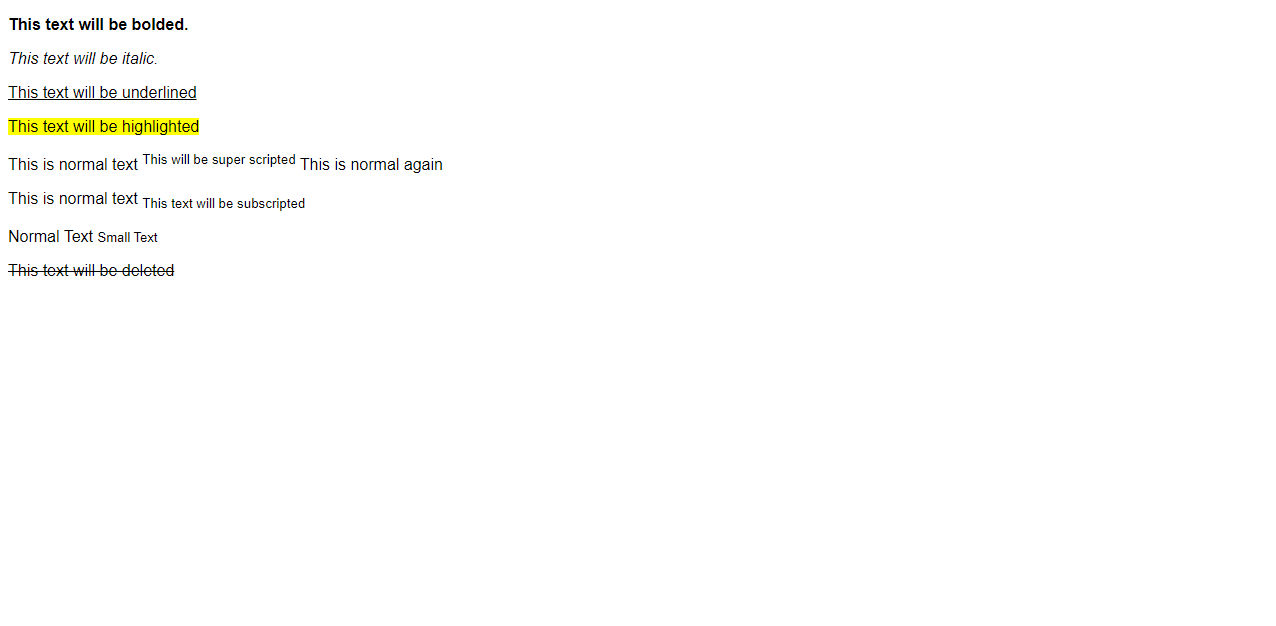 This text will be bolded.
This text will be italic.
This text will be underlined
This text will be highlighted
This is normal text This will be super scripted This is normal again
This is normal text This text will be subscripted
Normal Text Small Text
This text will be deleted